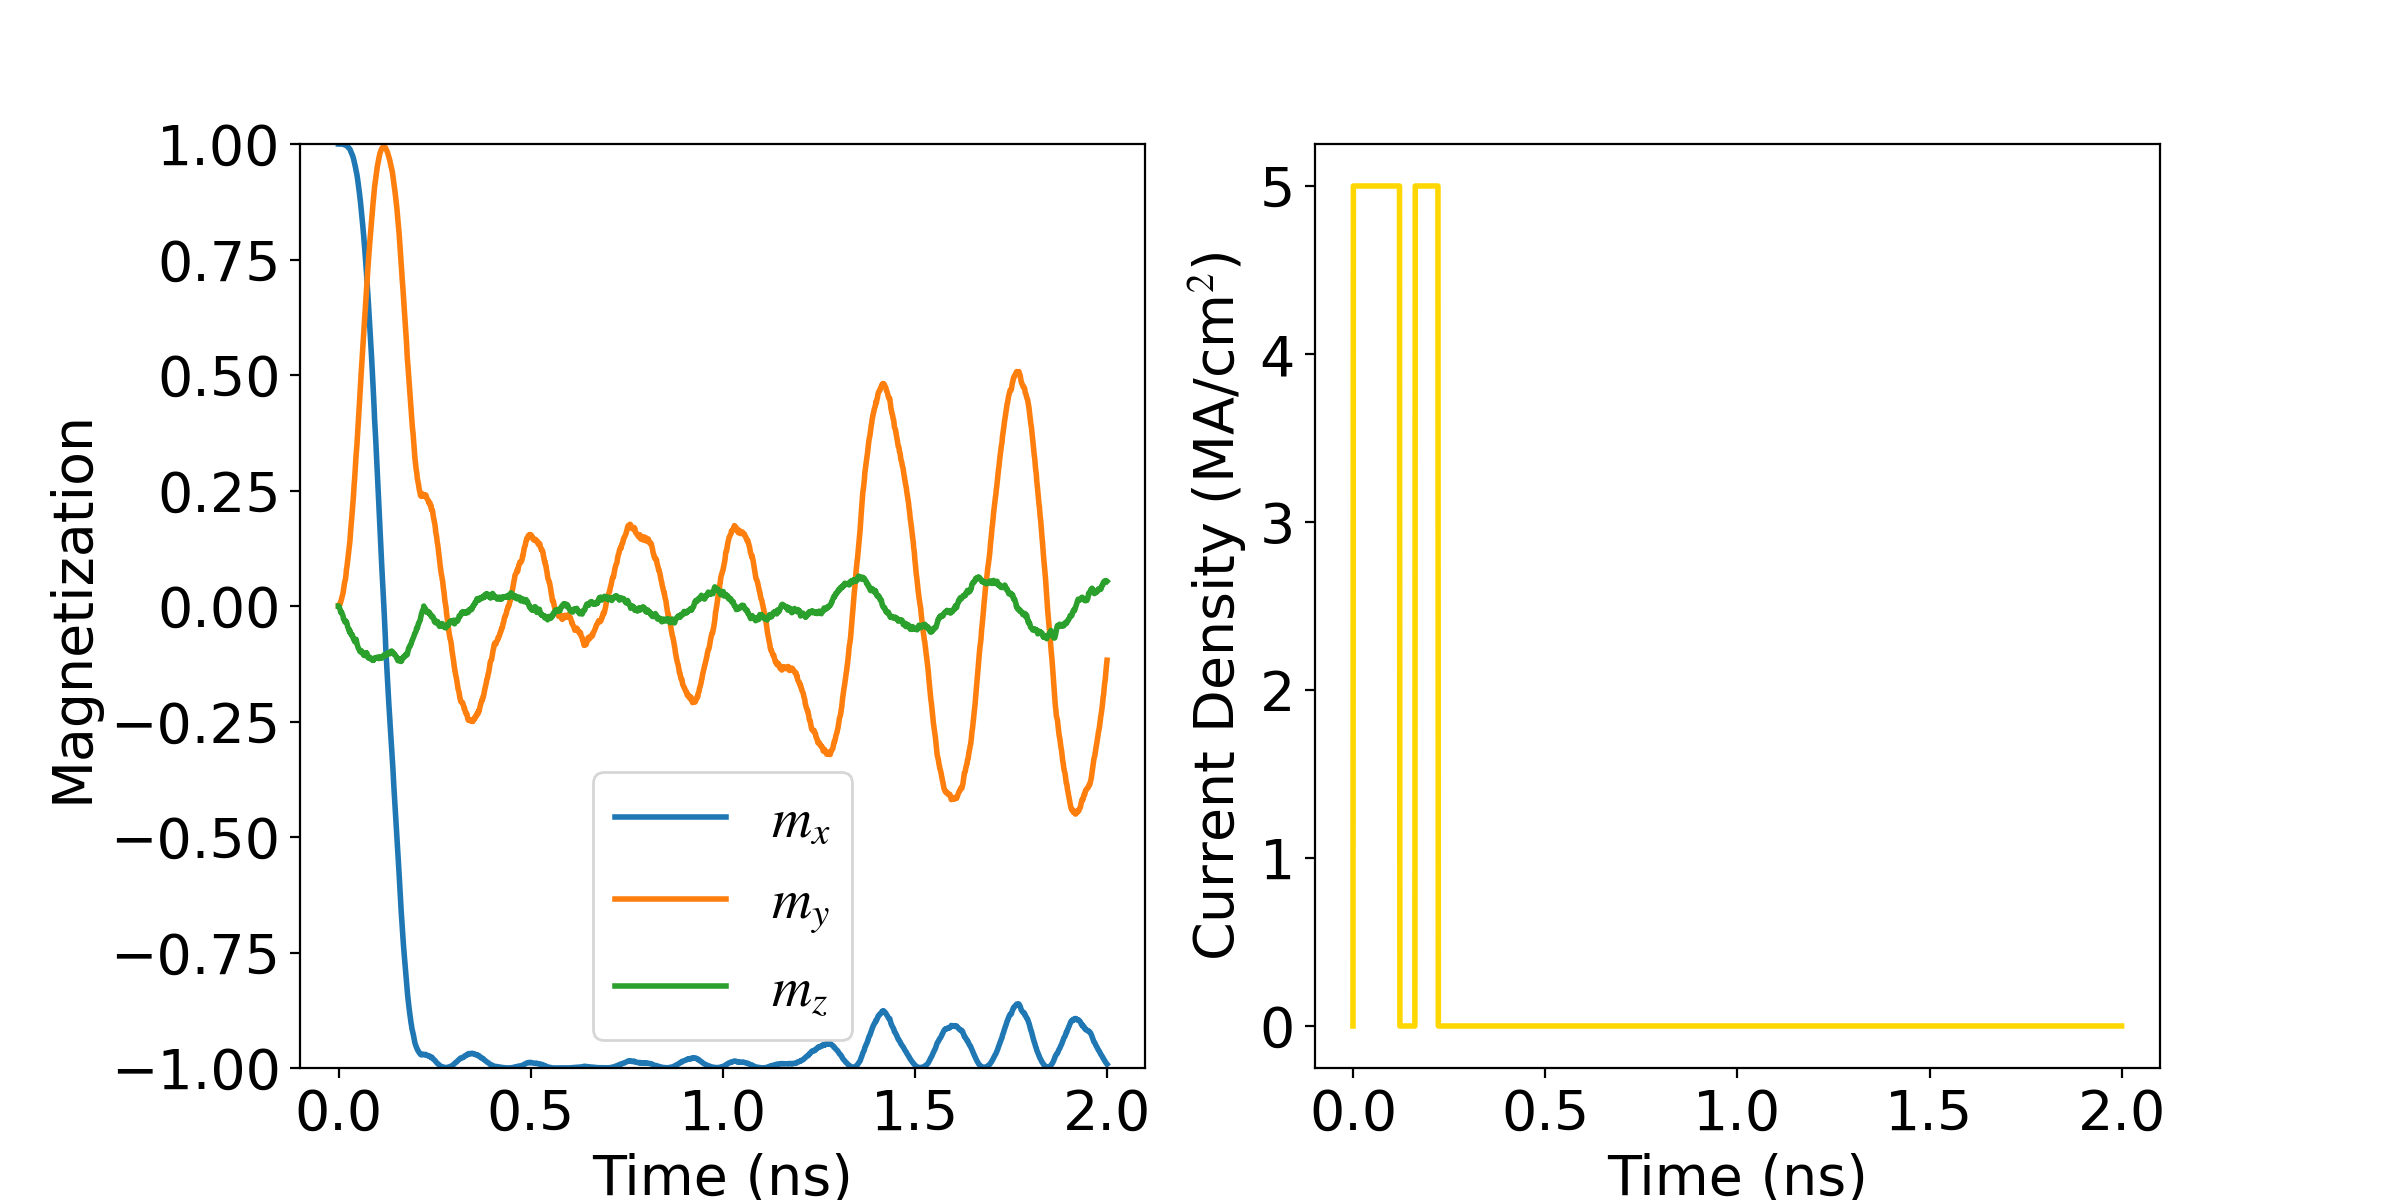 1.00
0.75
0.50
0.25
0.00
−0.25
−0.50
−0.75
−1.00
Magnetization
0.0 0.5 1.0 1.5 2.0
Time (ns)
m_x
m_y
m_z
5
4
3
2
1
0
Current Density (MA/cm²)
0.0 0.5 1.0 1.5 2.0
Time (ns)